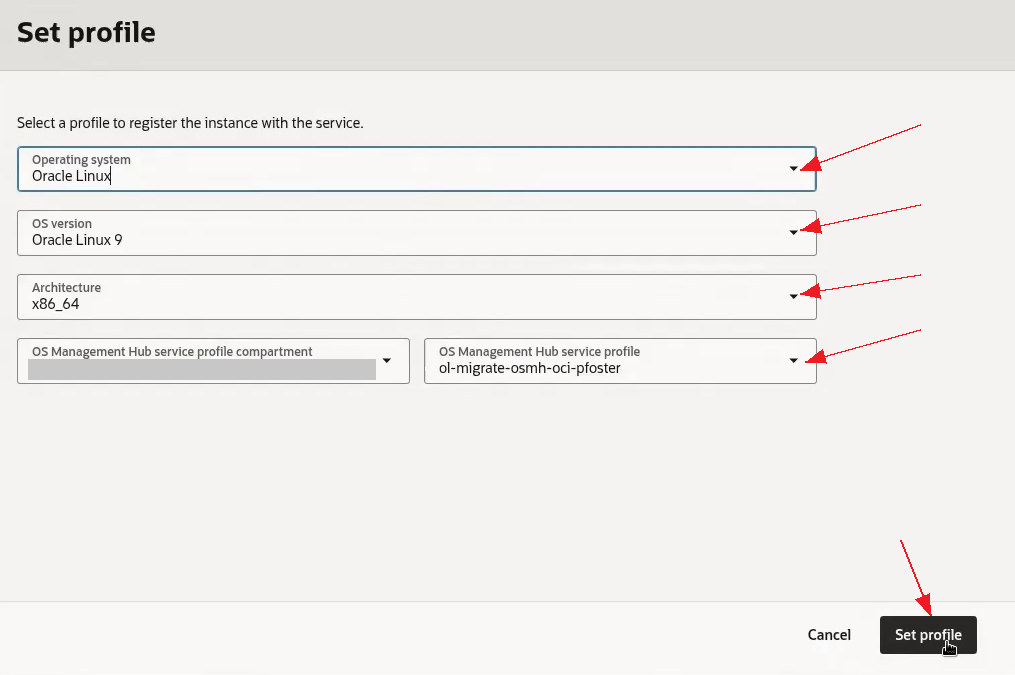 Set profile
Select a profile to register the instance with the service.
Operating system
Oracle Linux
OS version
Oracle Linux 9
Architecture
x86_64
OS Management Hub service profile compartment
OS Management Hub service profile
ol-migrate-osmh-oci-pfoster
Cancel
Set profile